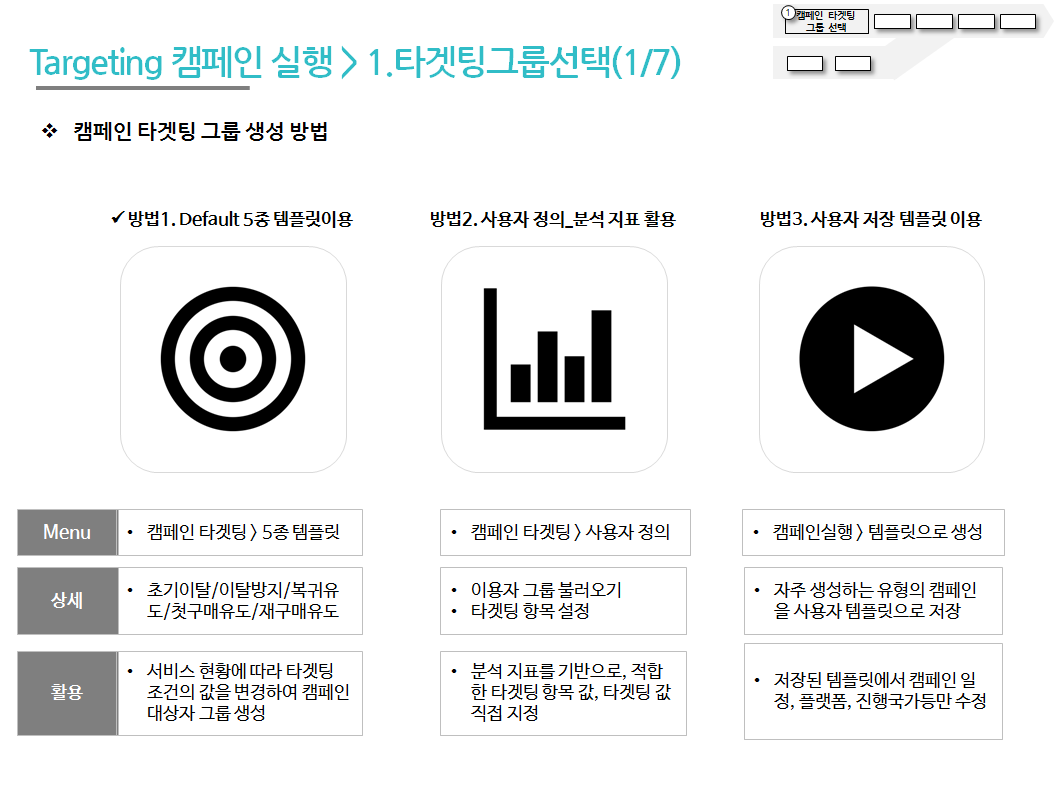 ① 캠페인 타겟팅
그룹 선택
Targeting 캠페인 실행 > 1.타겟팅그룹선택(1/7)
❖ 캠페인 타겟팅 그룹 생성 방법
✓방법1. Default 5종 템플릿이용
방법2. 사용자 정의_분석 지표 활용
방법3. 사용자 저장 템플릿 이용
Menu
• 캠페인 타겟팅 > 5종 템플릿
• 캠페인 타겟팅 > 사용자 정의
• 캠페인실행 > 템플릿으로 생성
상세
• 초기이탈/이탈방지/복귀유
도/첫구매유도/재구매유도
• 이용자 그룹 불러오기
• 타겟팅 항목 설정
• 자주 생성하는 유형의 캠페인
을 사용자 템플릿으로 저장
활용
• 서비스 현황에 따라 타겟팅
조건의 값을 변경하여 캠페인
대상자 그룹 생성
• 분석 지표를 기반으로, 적합
한 타겟팅 항목 값, 타겟팅 값
직접 지정
• 저장된 템플릿에서 캠페인 일
정, 플랫폼, 진행국가등만 수정